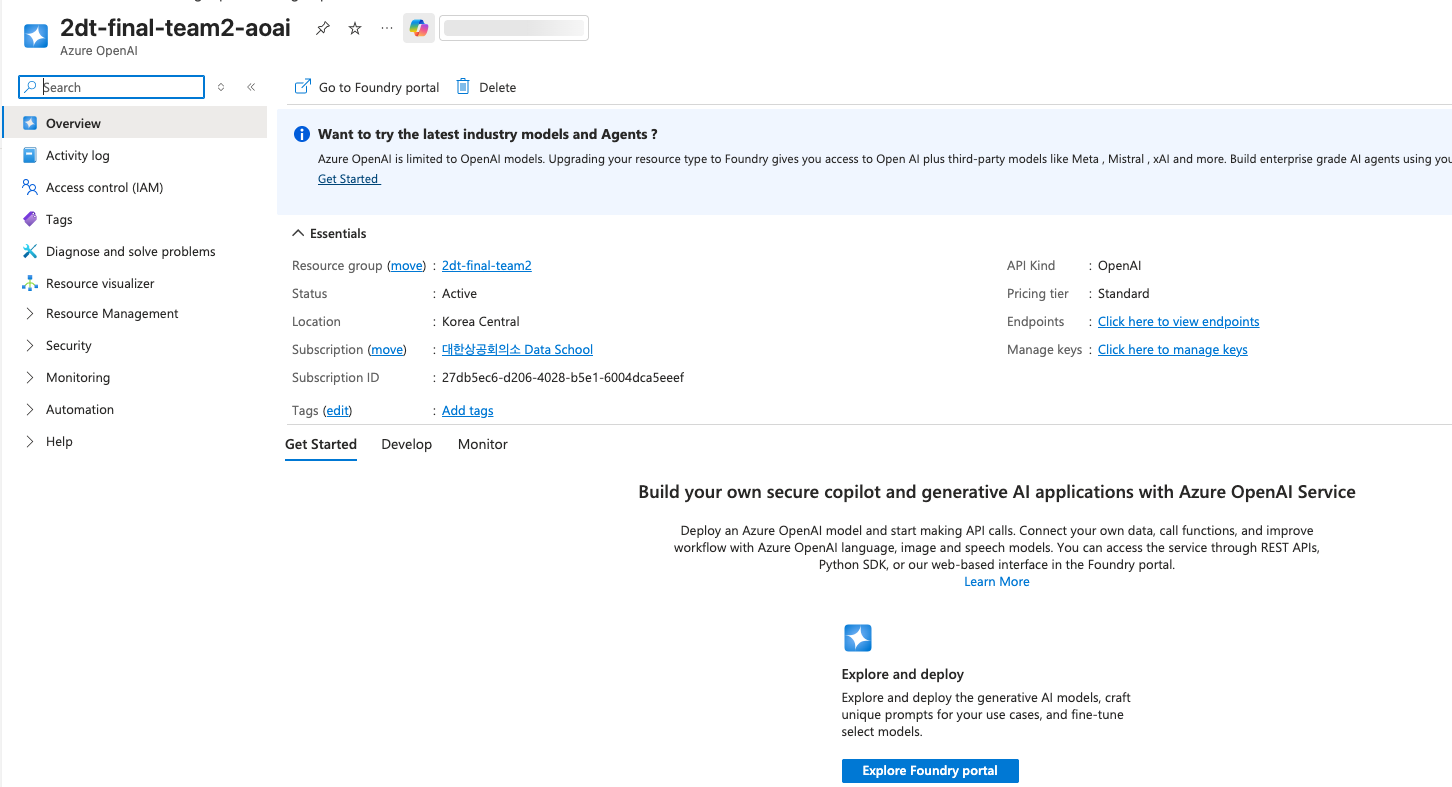 2dt-final-team2-aoai
Azure OpenAI
Search
Go to Foundry portal
Delete
Overview
Activity log
Access control (IAM)
Tags
Diagnose and solve problems
Resource visualizer
Resource Management
Security
Monitoring
Automation
Help
Want to try the latest industry models and Agents ?
Azure OpenAI is limited to OpenAI models. Upgrading your resource type to Foundry gives you access to Open AI plus third-party models like Meta , Mistral , xAI and more. Build enterprise grade AI agents using
Get Started
Essentials
Resource group (move) : 2dt-final-team2
Status : Active
Location : Korea Central
Subscription (move) : 대한상공회의소 Data School
Subscription ID : 27db5ec6-d206-4028-b5e1-6004dca5eeef
Tags (edit) : Add tags
API Kind : OpenAI
Pricing tier : Standard
Endpoints : Click here to view endpoints
Manage keys : Click here to manage keys
Get Started
Develop
Monitor
Build your own secure copilot and generative AI applications with Azure OpenAI Service
Deploy an Azure OpenAI model and start making API calls. Connect your own data, call functions, and improve
workflow with Azure OpenAI language, image and speech models. You can access the service through REST APIs,
Python SDK, or our web-based interface in the Foundry portal.
Learn More
Explore and deploy
Explore and deploy the generative AI models, craft
unique prompts for your use cases, and fine-tune
select models.
Explore Foundry portal